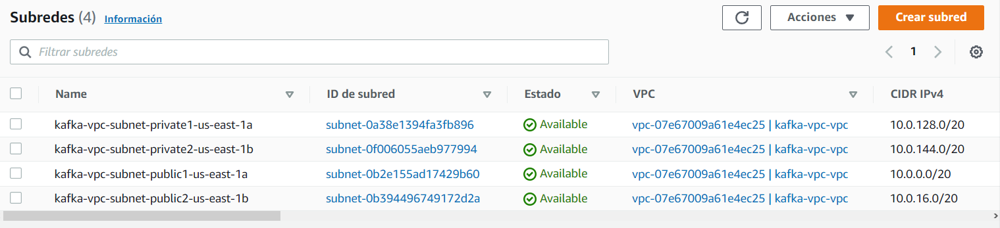 Subredes (4) Información Acciones Crear subred
Filtrar subredes 1
Name ID de subred Estado VPC CIDR IPv4
kafka-vpc-subnet-private1-us-east-1a subnet-0a38e1394fa3fb896 Available vpc-07e67009a61e4ec25 | kafka-vpc-vpc 10.0.128.0/20
kafka-vpc-subnet-private2-us-east-1b subnet-0f006055aeb977994 Available vpc-07e67009a61e4ec25 | kafka-vpc-vpc 10.0.144.0/20
kafka-vpc-subnet-public1-us-east-1a subnet-0b2e155ad17429b60 Available vpc-07e67009a61e4ec25 | kafka-vpc-vpc 10.0.0.0/20
kafka-vpc-subnet-public2-us-east-1b subnet-0b394496749172d2a Available vpc-07e67009a61e4ec25 | kafka-vpc-vpc 10.0.16.0/20